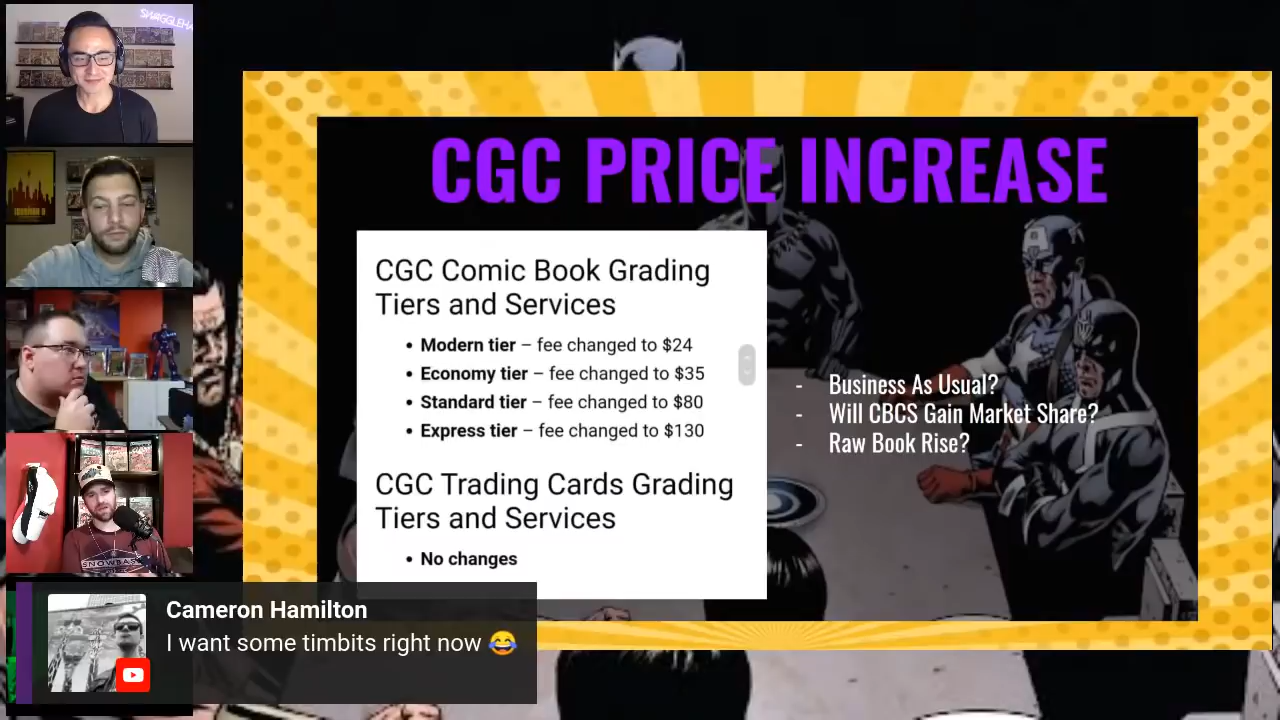 SWAGGLEHA
CGC PRICE INCREASE
CGC Comic Book Grading
Tiers and Services
• Modern tier – fee changed to $24
• Economy tier – fee changed to $35
• Standard tier – fee changed to $80
• Express tier – fee changed to $130
CGC Trading Cards Grading
Tiers and Services
• No changes
- Business As Usual?
- Will CBCS Gain Market Share?
- Raw Book Rise?
SNOWBA
Cameron Hamilton
I want some timbits right now 😂